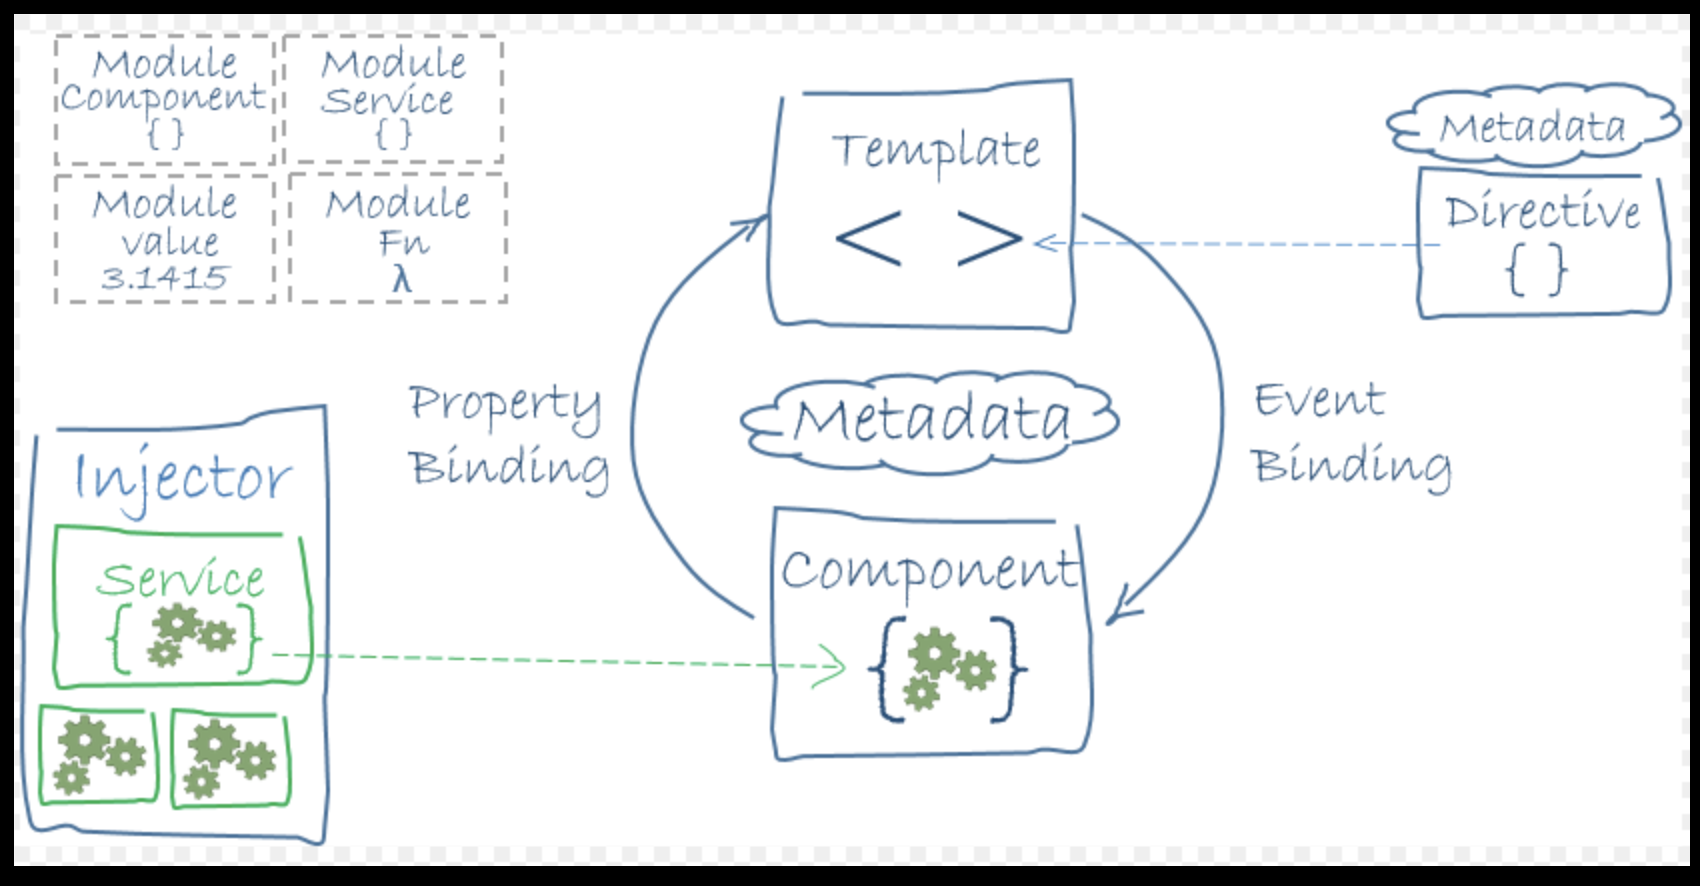 Module
Component
{ }
Module
Service
{ }
Module
value
3.1415
Module
Fn
λ
Template
< >
Metadata
Directive
{ }
Property
Binding
Metadata
Event
Binding
Injector
Service
{ }
Component
{ }